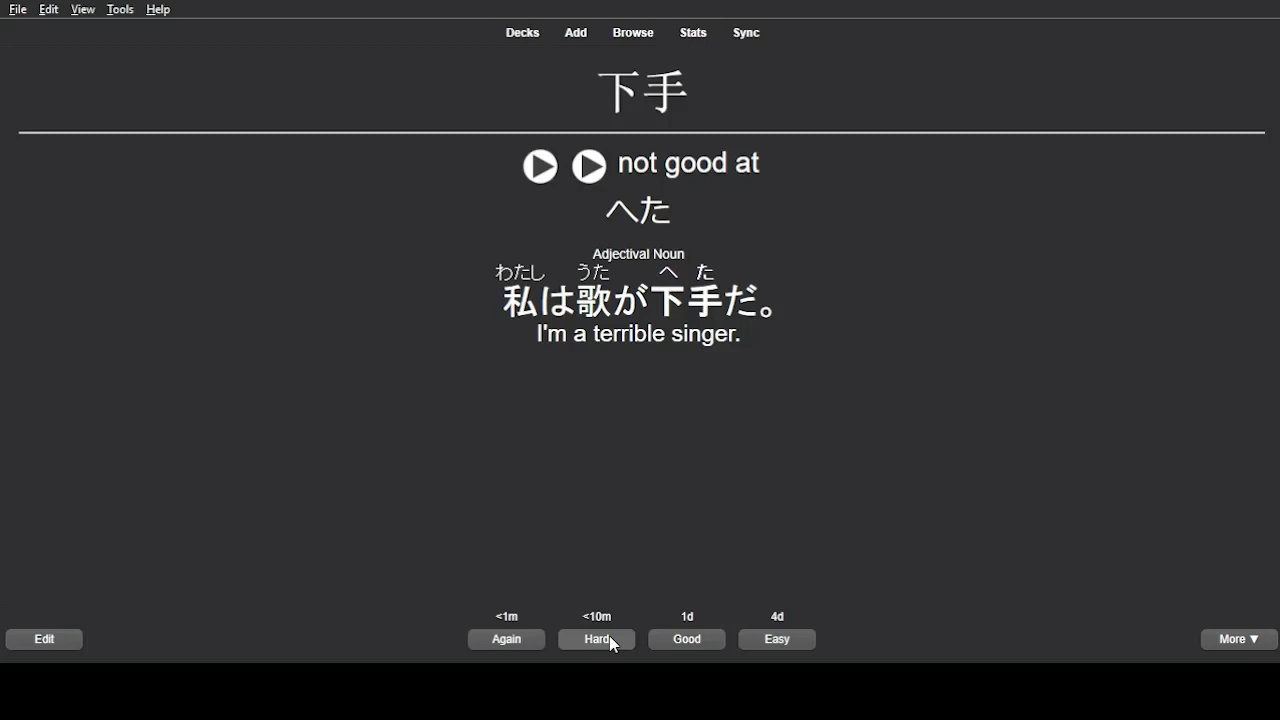 File Edit View Tools Help
Decks Add Browse Stats Sync
下手
not good at
へた
Adjectival Noun
わたし うた へ た
私は歌が下手だ。
I'm a terrible singer.
<1m <10m 1d 4d
Edit Again Hard Good Easy More ▼